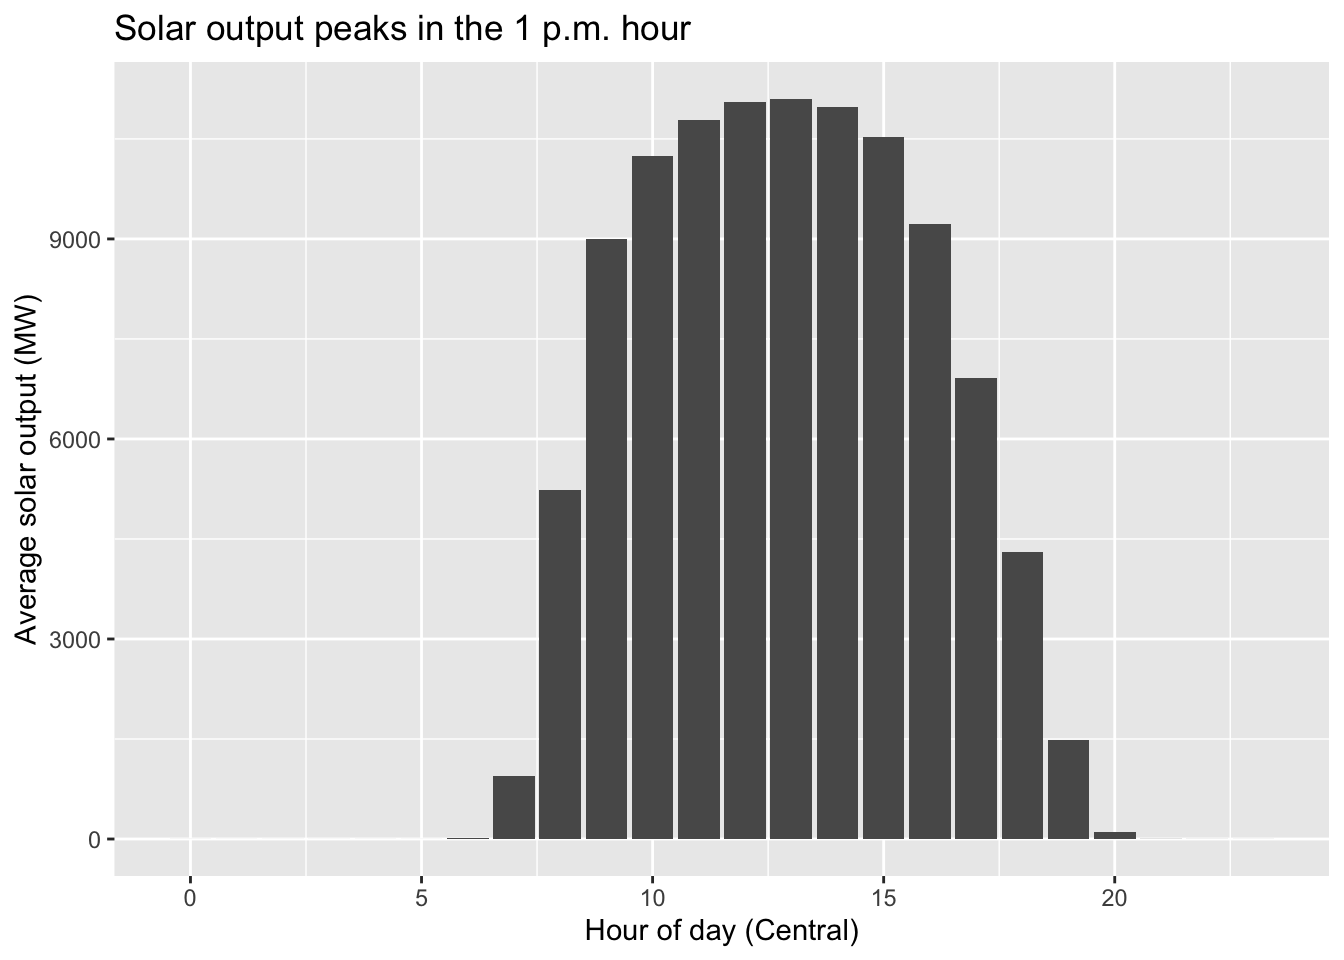 Solar output peaks in the 1 p.m. hour
Average solar output (MW)
9000
6000
3000
0
0 5 10 15 20
Hour of day (Central)